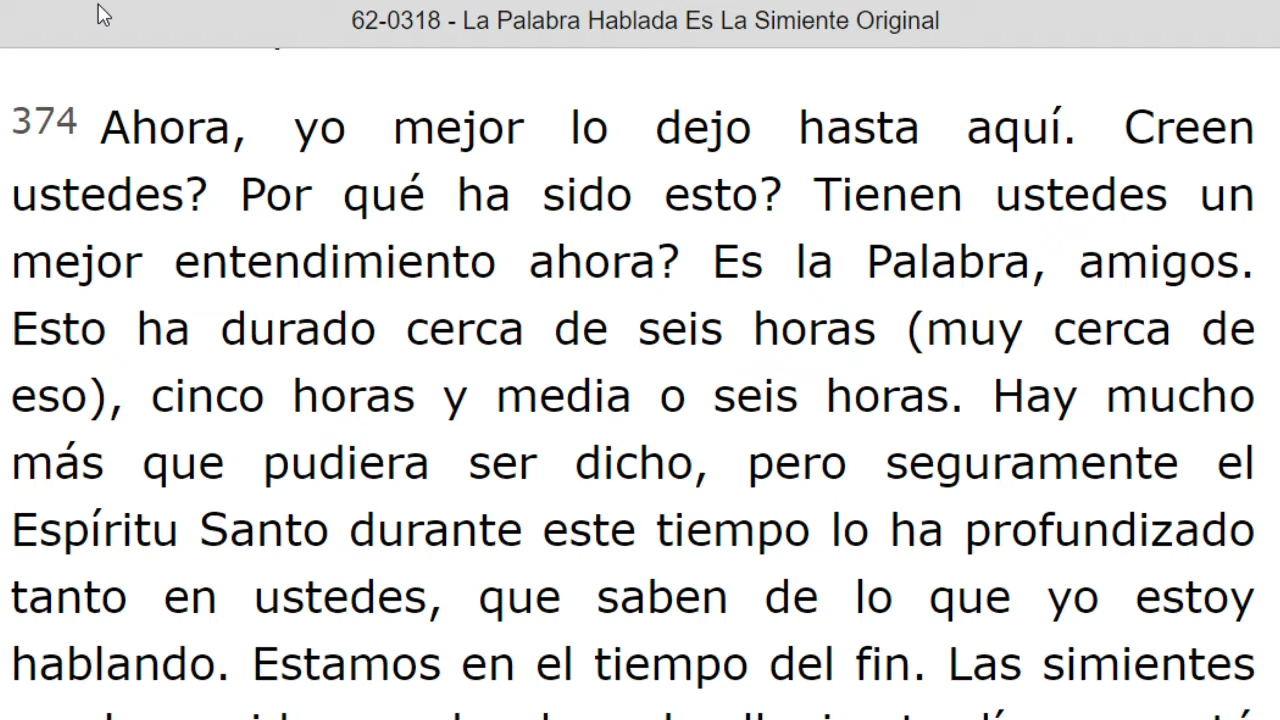 62-0318 - La Palabra Hablada Es La Simiente Original
374 Ahora, yo mejor lo dejo hasta aquí. Creen
ustedes? Por qué ha sido esto? Tienen ustedes un
mejor entendimiento ahora? Es la Palabra, amigos.
Esto ha durado cerca de seis horas (muy cerca de
eso), cinco horas y media o seis horas. Hay mucho
más que pudiera ser dicho, pero seguramente el
Espíritu Santo durante este tiempo lo ha profundizado
tanto en ustedes, que saben de lo que yo estoy
hablando. Estamos en el tiempo del fin. Las simientes